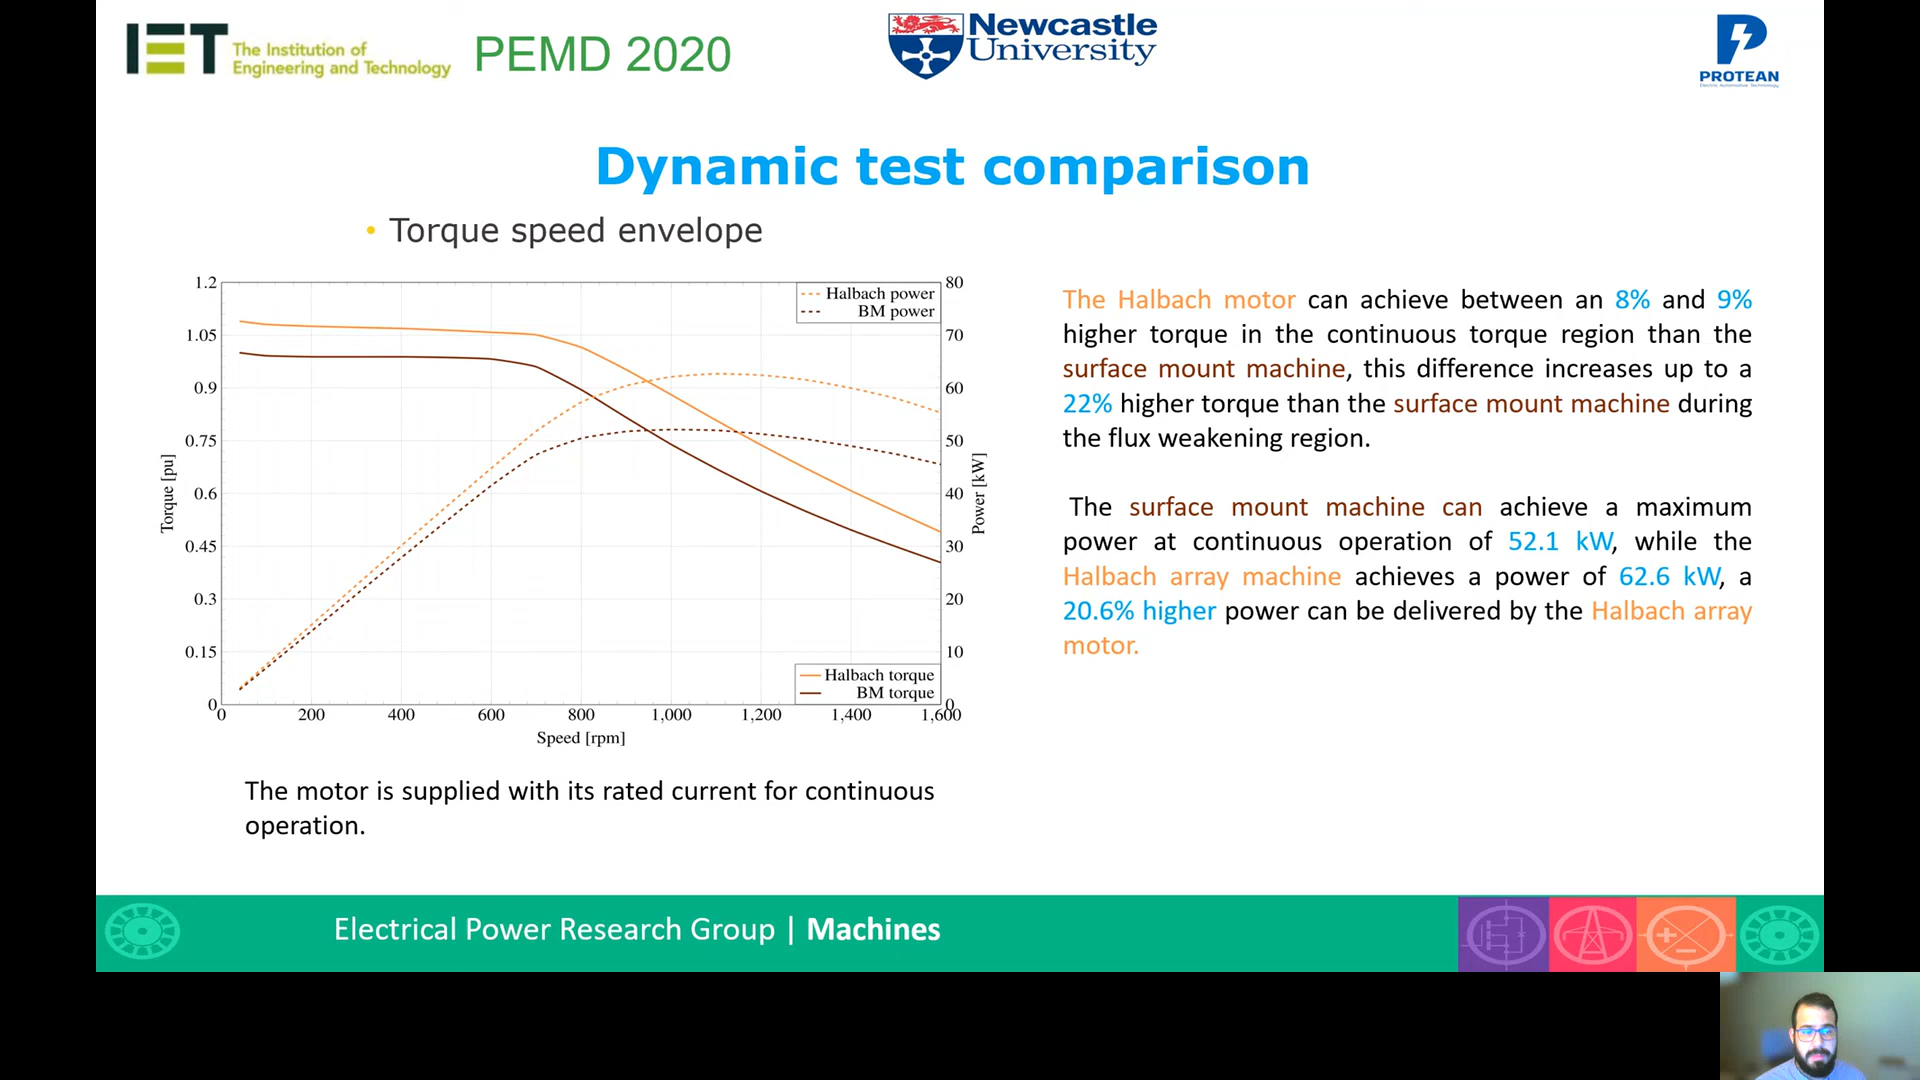 IET The Institution of
Engineering and Technology
PEMD 2020
Newcastle
University
PROTEAN
Electric Automotive Technology
Dynamic test comparison
• Torque speed envelope
1.2
1.05
0.9
0.75
0.6
0.45
0.3
0.15
0
Torque [pu]
80
70
60
50
40
30
20
10
0
Power [kW]
Halbach power
BM power
Halbach torque
BM torque
0 200 400 600 800 1,000 1,200 1,400 1,600
Speed [rpm]
The motor is supplied with its rated current for continuous
operation.
The Halbach motor can achieve between an 8% and 9%
higher torque in the continuous torque region than the
surface mount machine, this difference increases up to a
22% higher torque than the surface mount machine during
the flux weakening region.
The surface mount machine can achieve a maximum
power at continuous operation of 52.1 kW, while the
Halbach array machine achieves a power of 62.6 kW, a
20.6% higher power can be delivered by the Halbach array
motor.
Electrical Power Research Group | Machines